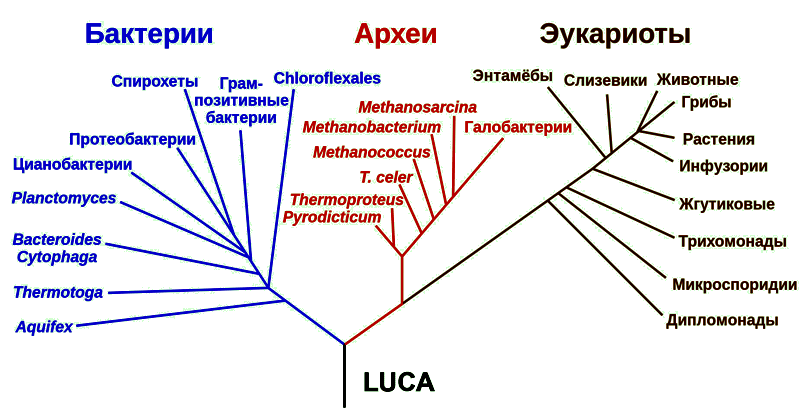 Бактерии
Археи
Эукариоты
Спирохеты
Грам-
позитивные
бактерии
Chloroflexales
Протеобактерии
Цианобактерии
Planctomyces
Bacteroides
Cytophaga
Thermotoga
Aquifex
Methanosarcina
Methanobacterium
Галобактерии
Methanococcus
T. celer
Thermoproteus
Pyrodicticum
Энтамёбы
Слизевики
Животные
Грибы
Растения
Инфузории
Жгутиковые
Трихомонады
Микроспоридии
Дипломонады
LUCA